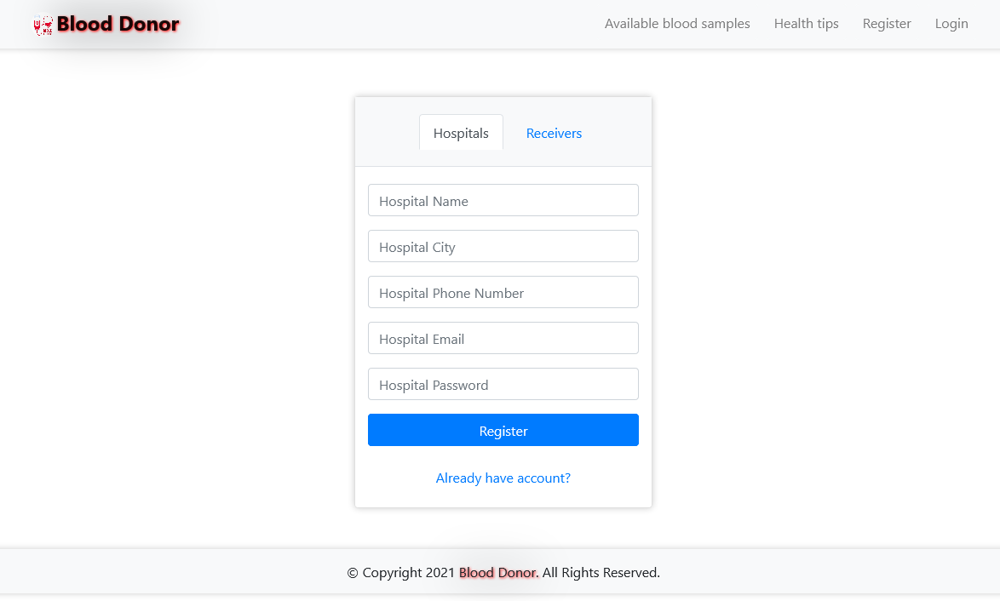 Blood Donor
Available blood samples Health tips Register Login
Hospitals Receivers
Hospital Name
Hospital City
Hospital Phone Number
Hospital Email
Hospital Password
Register
Already have account?
© Copyright 2021 Blood Donor. All Rights Reserved.